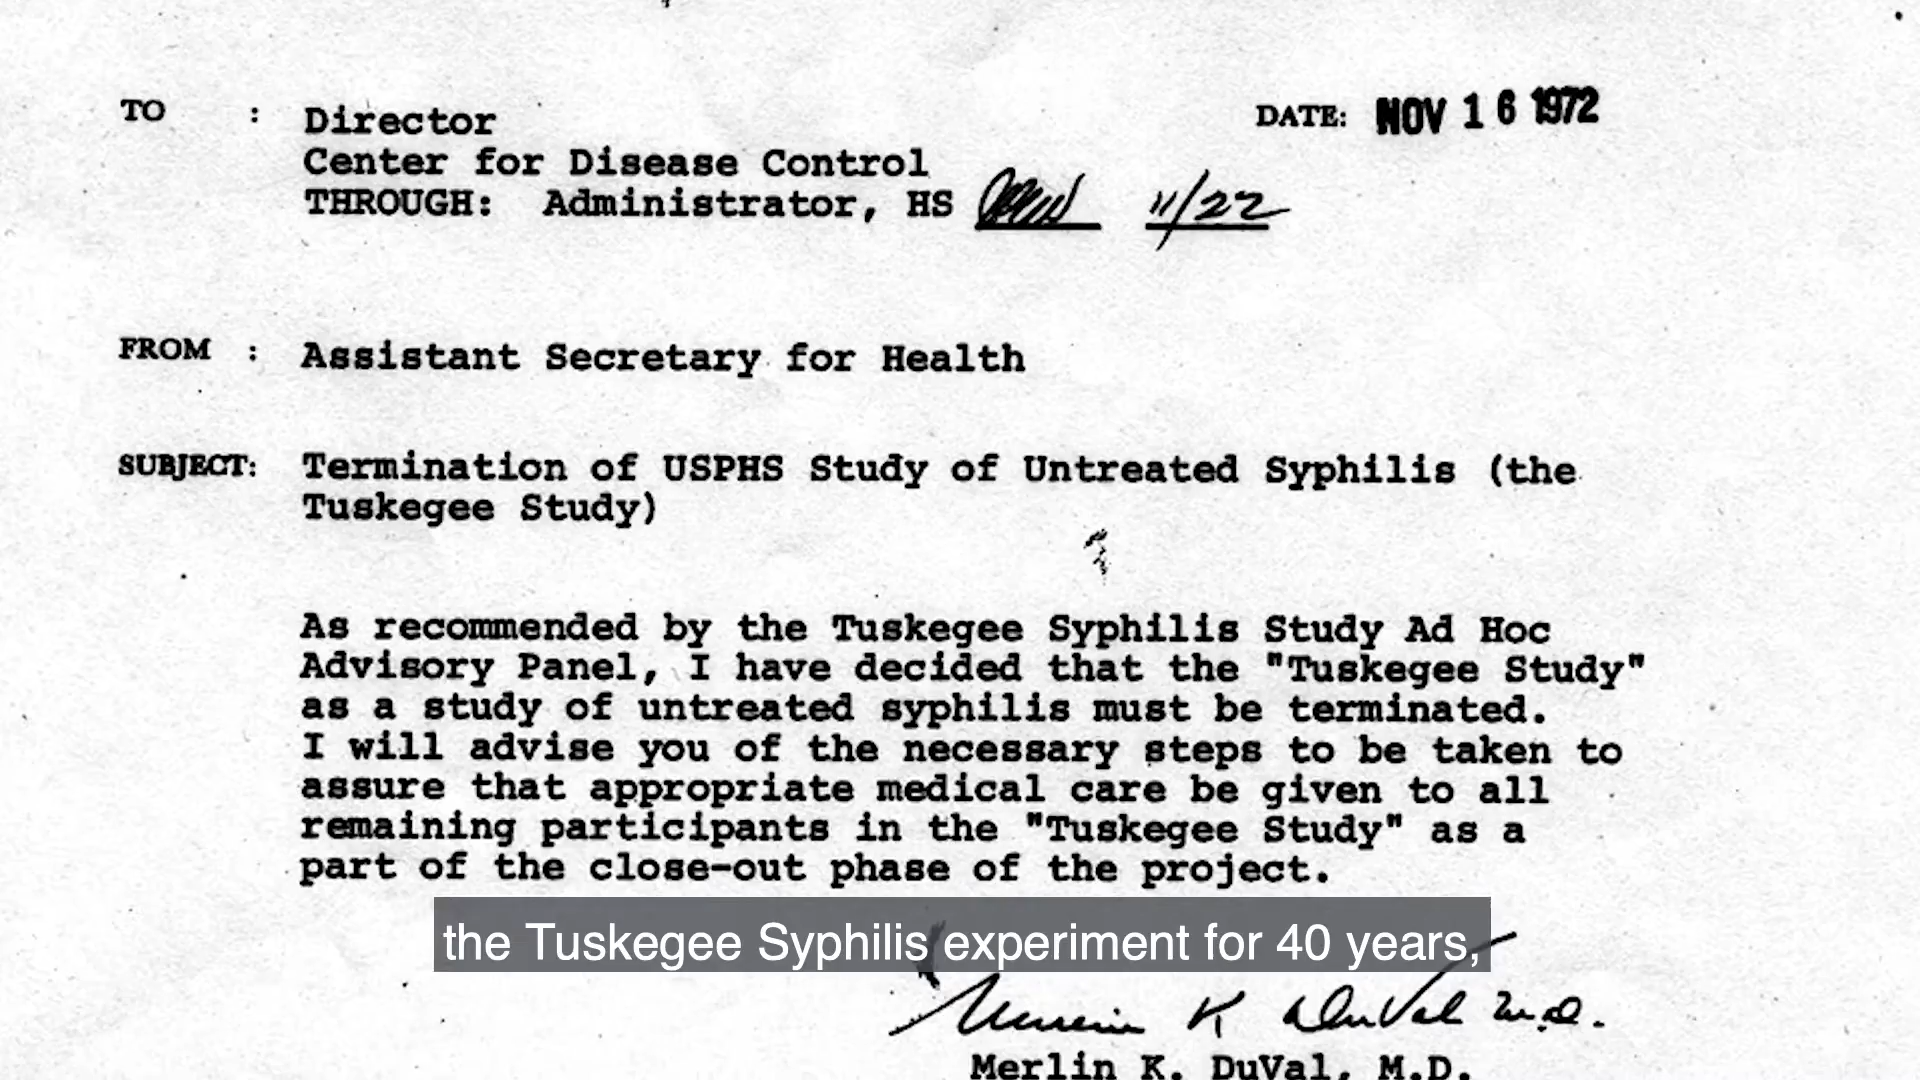 TO : Director
DATE: NOV 16 1972
Center for Disease Control
THROUGH: Administrator, HS 11/22
FROM : Assistant Secretary for Health
SUBJECT: Termination of USPHS Study of Untreated Syphilis (the
Tuskegee Study)
As recommended by the Tuskegee Syphilis Study Ad Hoc
Advisory Panel, I have decided that the "Tuskegee Study"
as a study of untreated syphilis must be terminated.
I will advise you of the necessary steps to be taken to
assure that appropriate medical care be given to all
remaining participants in the "Tuskegee Study" as a
part of the close-out phase of the project.
the Tuskegee Syphilis experiment for 40 years,
Merlin K DuVal M.D.
Merlin K. DuVal, M.D.